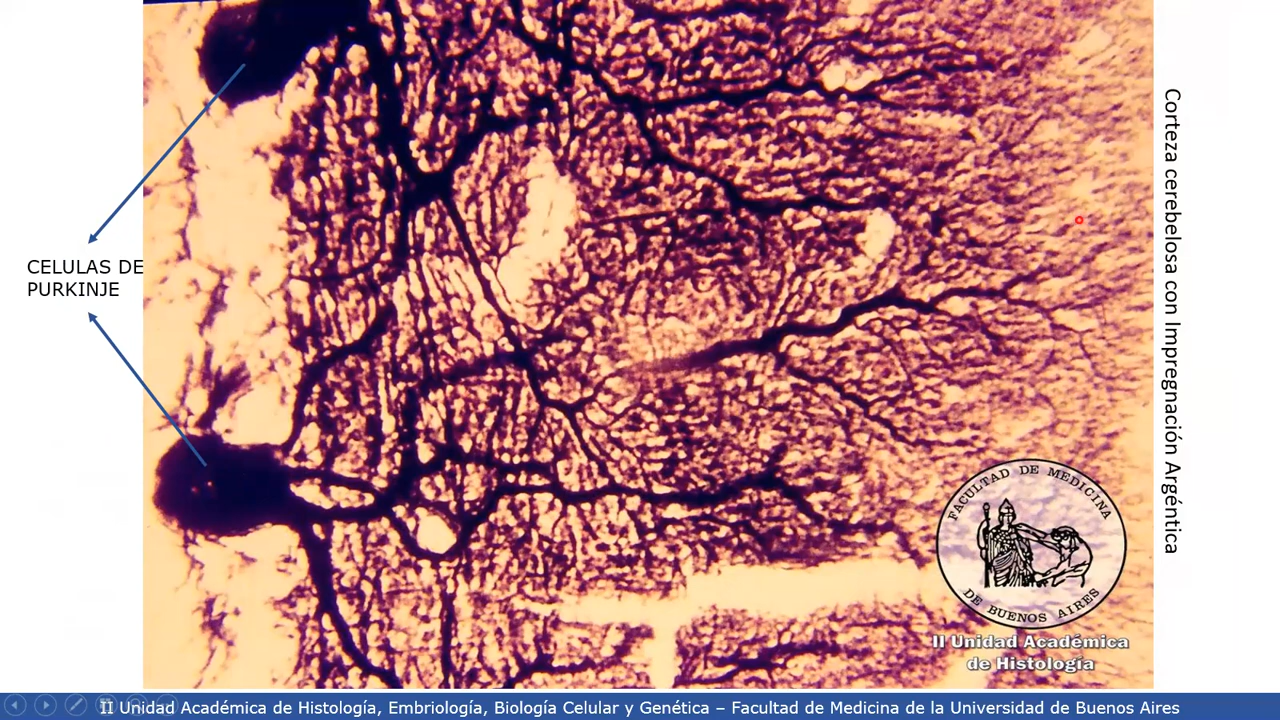 CELULAS DE
PURKINJE
Corteza cerebelosa con Impregnación Argéntica
FACULTAD DE MEDICINA
DE BUENOS AIRES
II Unidad Académica
de Histología
II Unidad Académica de Histología, Embriología, Biología Celular y Genética – Facultad de Medicina de la Universidad de Buenos Aires